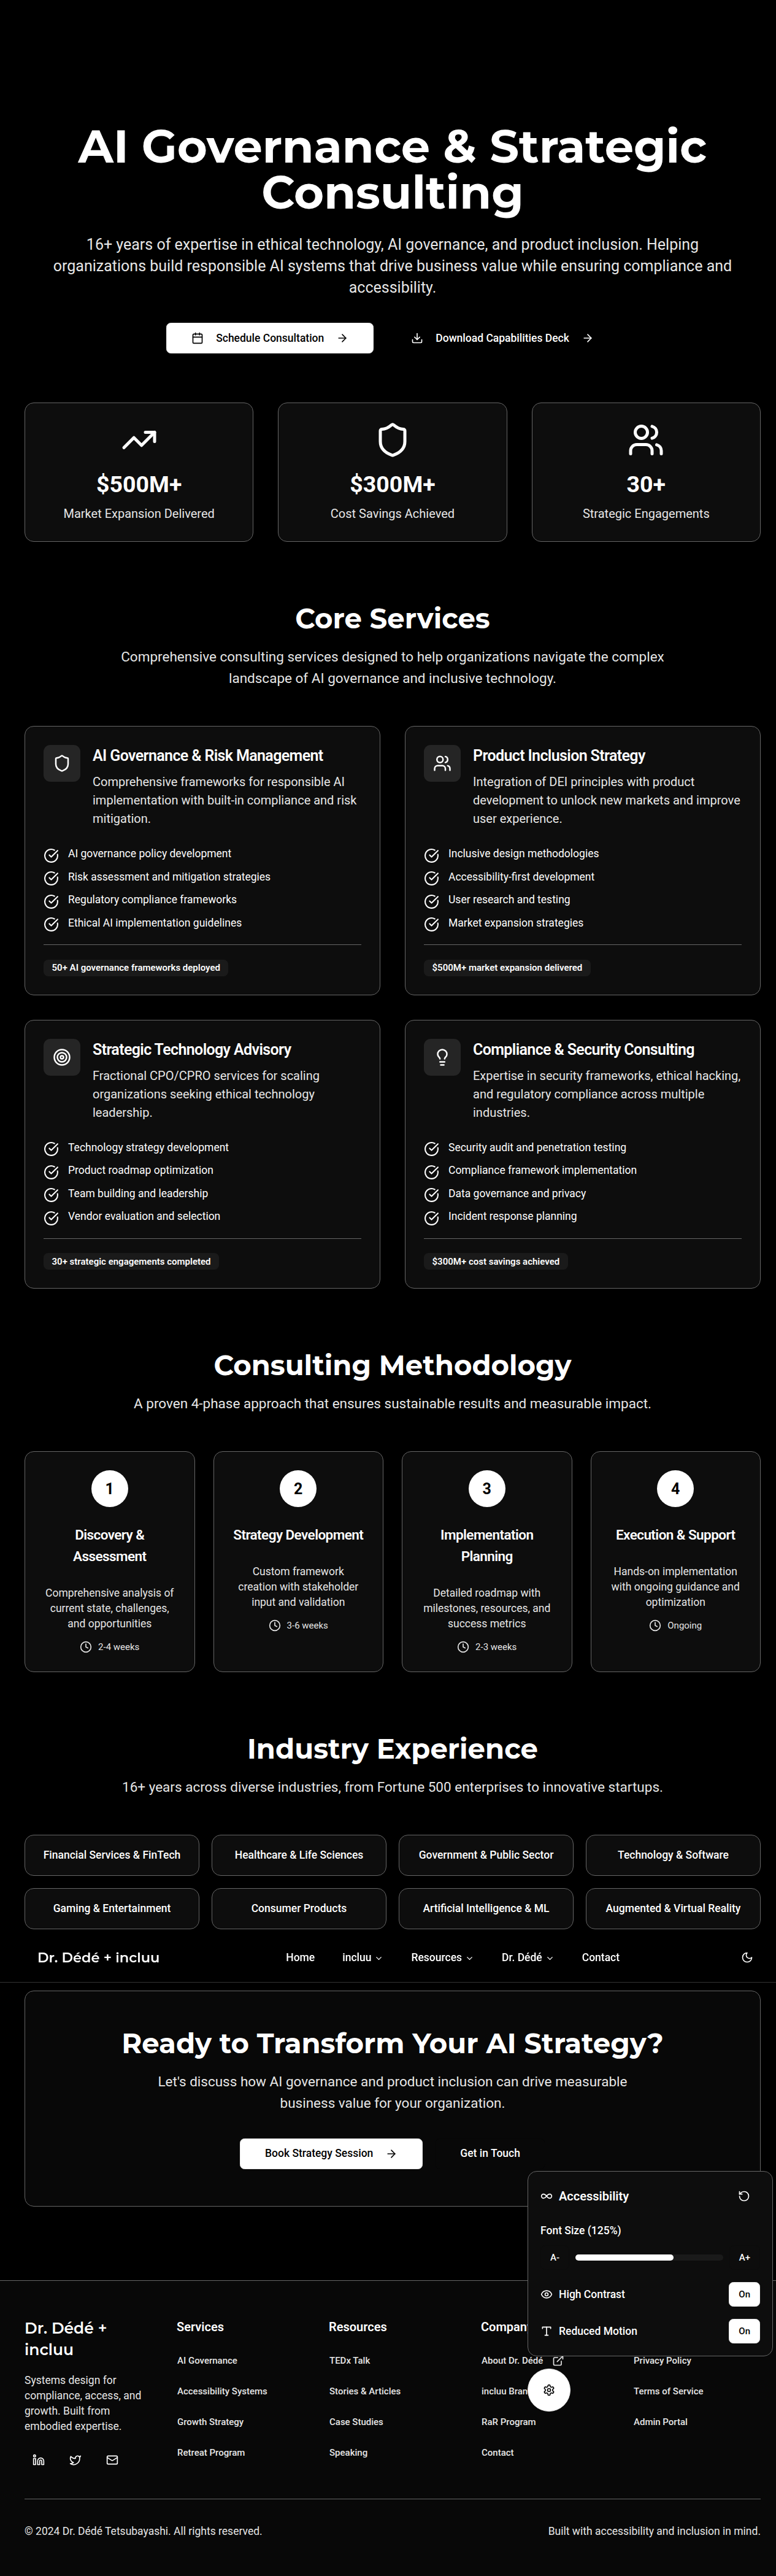 AI Governance & Strategic
Consulting
16+ years of expertise in ethical technology, AI governance, and product inclusion. Helping
organizations build responsible AI systems that drive business value while ensuring compliance and
accessibility.
Schedule Consultation
Download Capabilities Deck
$500M+
Market Expansion Delivered
$300M+
Cost Savings Achieved
30+
Strategic Engagements
Core Services
Comprehensive consulting services designed to help organizations navigate the complex
landscape of AI governance and inclusive technology.
AI Governance & Risk Management
Comprehensive frameworks for responsible AI
implementation with built-in compliance and risk
mitigation.
AI governance policy development
Risk assessment and mitigation strategies
Regulatory compliance frameworks
Ethical AI implementation guidelines
50+ AI governance frameworks deployed
Product Inclusion Strategy
Integration of DEI principles with product
development to unlock new markets and improve
user experience.
Inclusive design methodologies
Accessibility-first development
User research and testing
Market expansion strategies
$500M+ market expansion delivered
Strategic Technology Advisory
Fractional CPO/CPRO services for scaling
organizations seeking ethical technology
leadership.
Technology strategy development
Product roadmap optimization
Team building and leadership
Vendor evaluation and selection
30+ strategic engagements completed
Compliance & Security Consulting
Expertise in security frameworks, ethical hacking,
and regulatory compliance across multiple
industries.
Security audit and penetration testing
Compliance framework implementation
Data governance and privacy
Incident response planning
$300M+ cost savings achieved
Consulting Methodology
A proven 4-phase approach that ensures sustainable results and measurable impact.
1
Discovery &
Assessment
Comprehensive analysis of
current state, challenges,
and opportunities
2-4 weeks
2
Strategy Development
Custom framework
creation with stakeholder
input and validation
3-6 weeks
3
Implementation
Planning
Detailed roadmap with
milestones, resources, and
success metrics
2-3 weeks
4
Execution & Support
Hands-on implementation
with ongoing guidance and
optimization
Ongoing
Industry Experience
16+ years across diverse industries, from Fortune 500 enterprises to innovative startups.
Financial Services & FinTech
Healthcare & Life Sciences
Government & Public Sector
Technology & Software
Gaming & Entertainment
Consumer Products
Artificial Intelligence & ML
Augmented & Virtual Reality
Dr. Dédé + incluu
Home
incluu
Resources
Dr. Dédé
Contact
Ready to Transform Your AI Strategy?
Let's discuss how AI governance and product inclusion can drive measurable
business value for your organization.
Book Strategy Session
Get in Touch
Accessibility
Font Size (125%)
A-
A+
High Contrast
On
Reduced Motion
On
Dr. Dédé +
incluu
Systems design for
compliance, access, and
growth. Built from
embodied expertise.
Services
AI Governance
Accessibility Systems
Growth Strategy
Retreat Program
Resources
TEDx Talk
Stories & Articles
Case Studies
Speaking
Compan
About Dr. Dédé
incluu Bran
RaR Program
Contact
Privacy Policy
Terms of Service
Admin Portal
© 2024 Dr. Dédé Tetsubayashi. All rights reserved.
Built with accessibility and inclusion in mind.